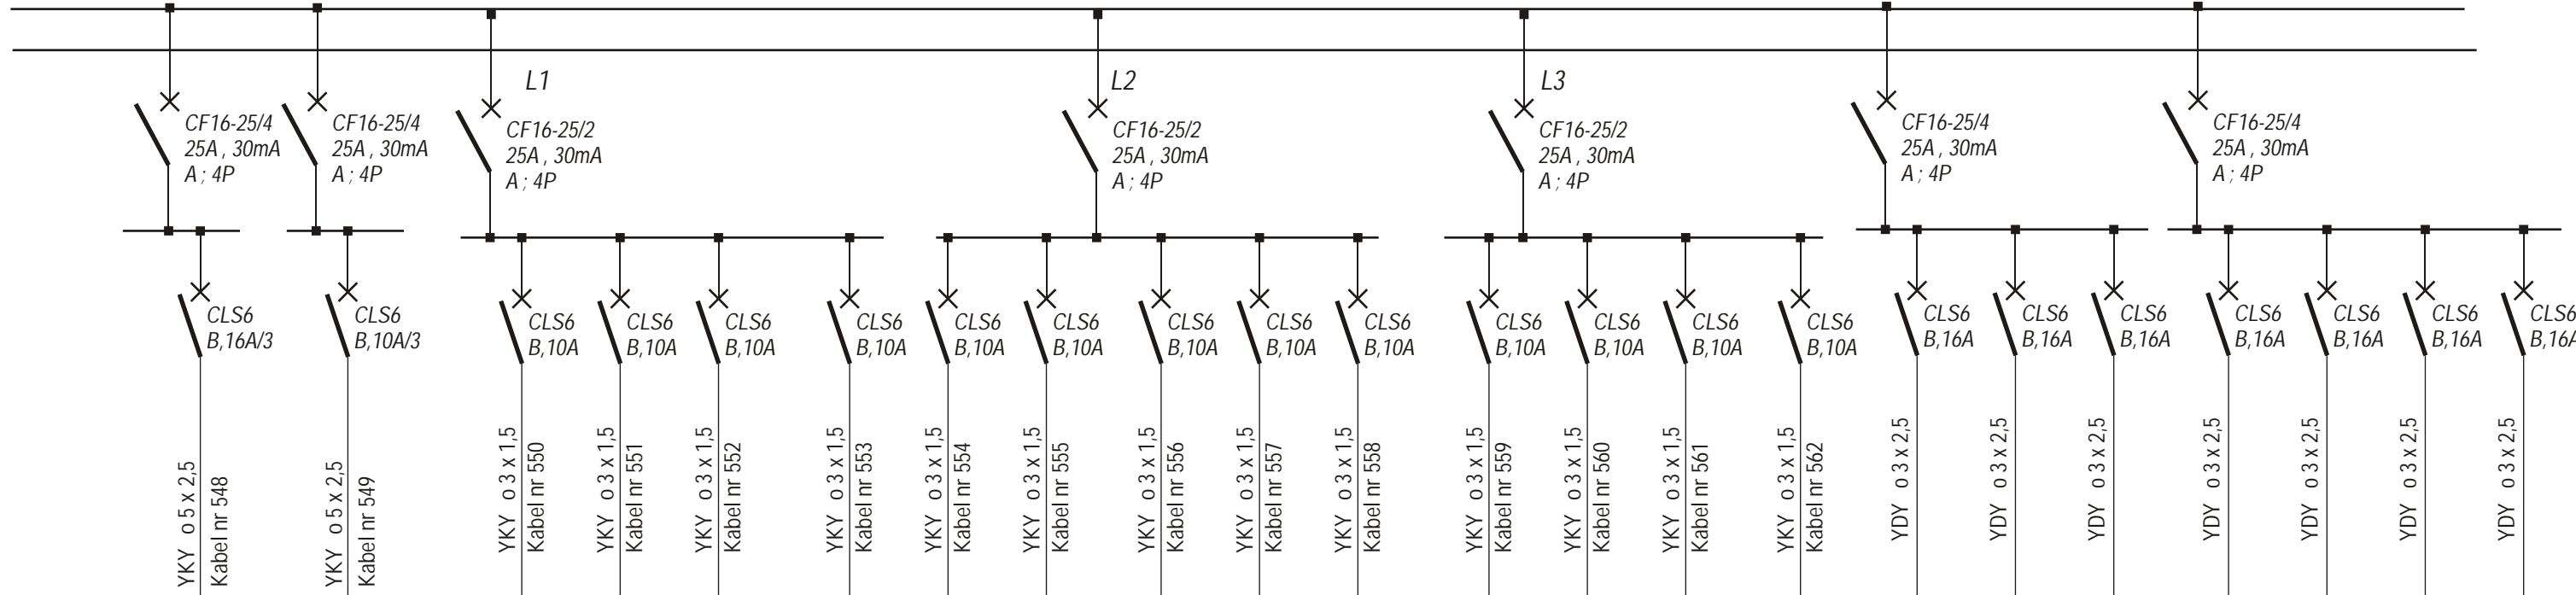 L1
L2
L3
CF16-25/4
25A , 30mA
A ; 4P
CF16-25/4
25A , 30mA
A ; 4P
CF16-25/2
25A , 30mA
A ; 4P
CF16-25/2
25A , 30mA
A ; 4P
CF16-25/2
25A , 30mA
A ; 4P
CF16-25/4
25A , 30mA
A ; 4P
CF16-25/4
25A , 30mA
A ; 4P
CLS6
B,16A/3
CLS6
B,10A/3
CLS6
B,10A
CLS6
B,10A
CLS6
B,10A
CLS6
B,10A
CLS6
B,10A
CLS6
B,10A
CLS6
B,10A
CLS6
B,10A
CLS6
B,10A
CLS6
B,10A
CLS6
B,10A
CLS6
B,10A
CLS6
B,10A
CLS6
B,16A
CLS6
B,16A
CLS6
B,16A
CLS6
B,16A
CLS6
B,16A
CLS6
B,16A
CLS6
B,16A
YKY o 5 x 2,5
Kabel nr 548
YKY o 5 x 2,5
Kabel nr 549
YKY o 3 x 1,5
Kabel nr 550
YKY o 3 x 1,5
Kabel nr 551
YKY o 3 x 1,5
Kabel nr 552
YKY o 3 x 1,5
Kabel nr 553
YKY o 3 x 1,5
Kabel nr 554
YKY o 3 x 1,5
Kabel nr 555
YKY o 3 x 1,5
Kabel nr 556
YKY o 3 x 1,5
Kabel nr 557
YKY o 3 x 1,5
Kabel nr 558
YKY o 3 x 1,5
Kabel nr 559
YKY o 3 x 1,5
Kabel nr 560
YKY o 3 x 1,5
Kabel nr 561
YKY o 3 x 1,5
Kabel nr 562
YDY o 3 x 2,5
YDY o 3 x 2,5
YDY o 3 x 2,5
YDY o 3 x 2,5
YDY o 3 x 2,5
YDY o 3 x 2,5
YDY o 3 x 2,5